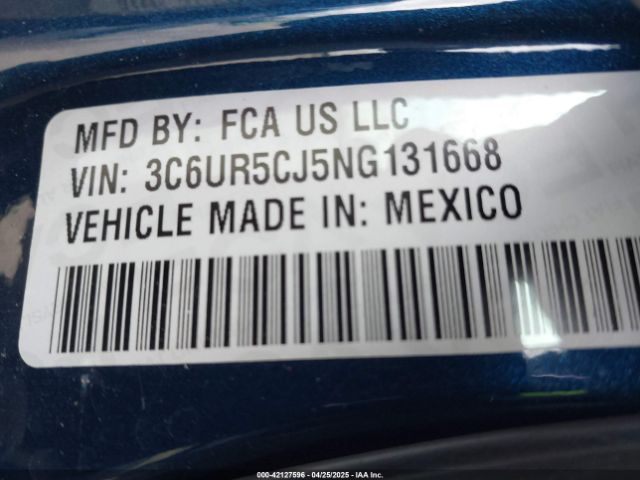 MFD BY: FCA US LLC
VIN: 3C6UR5CJ5NG131668
VEHICLE MADE IN: MEXICO
000-42127596 - 04/25/2025 - IAA Inc.